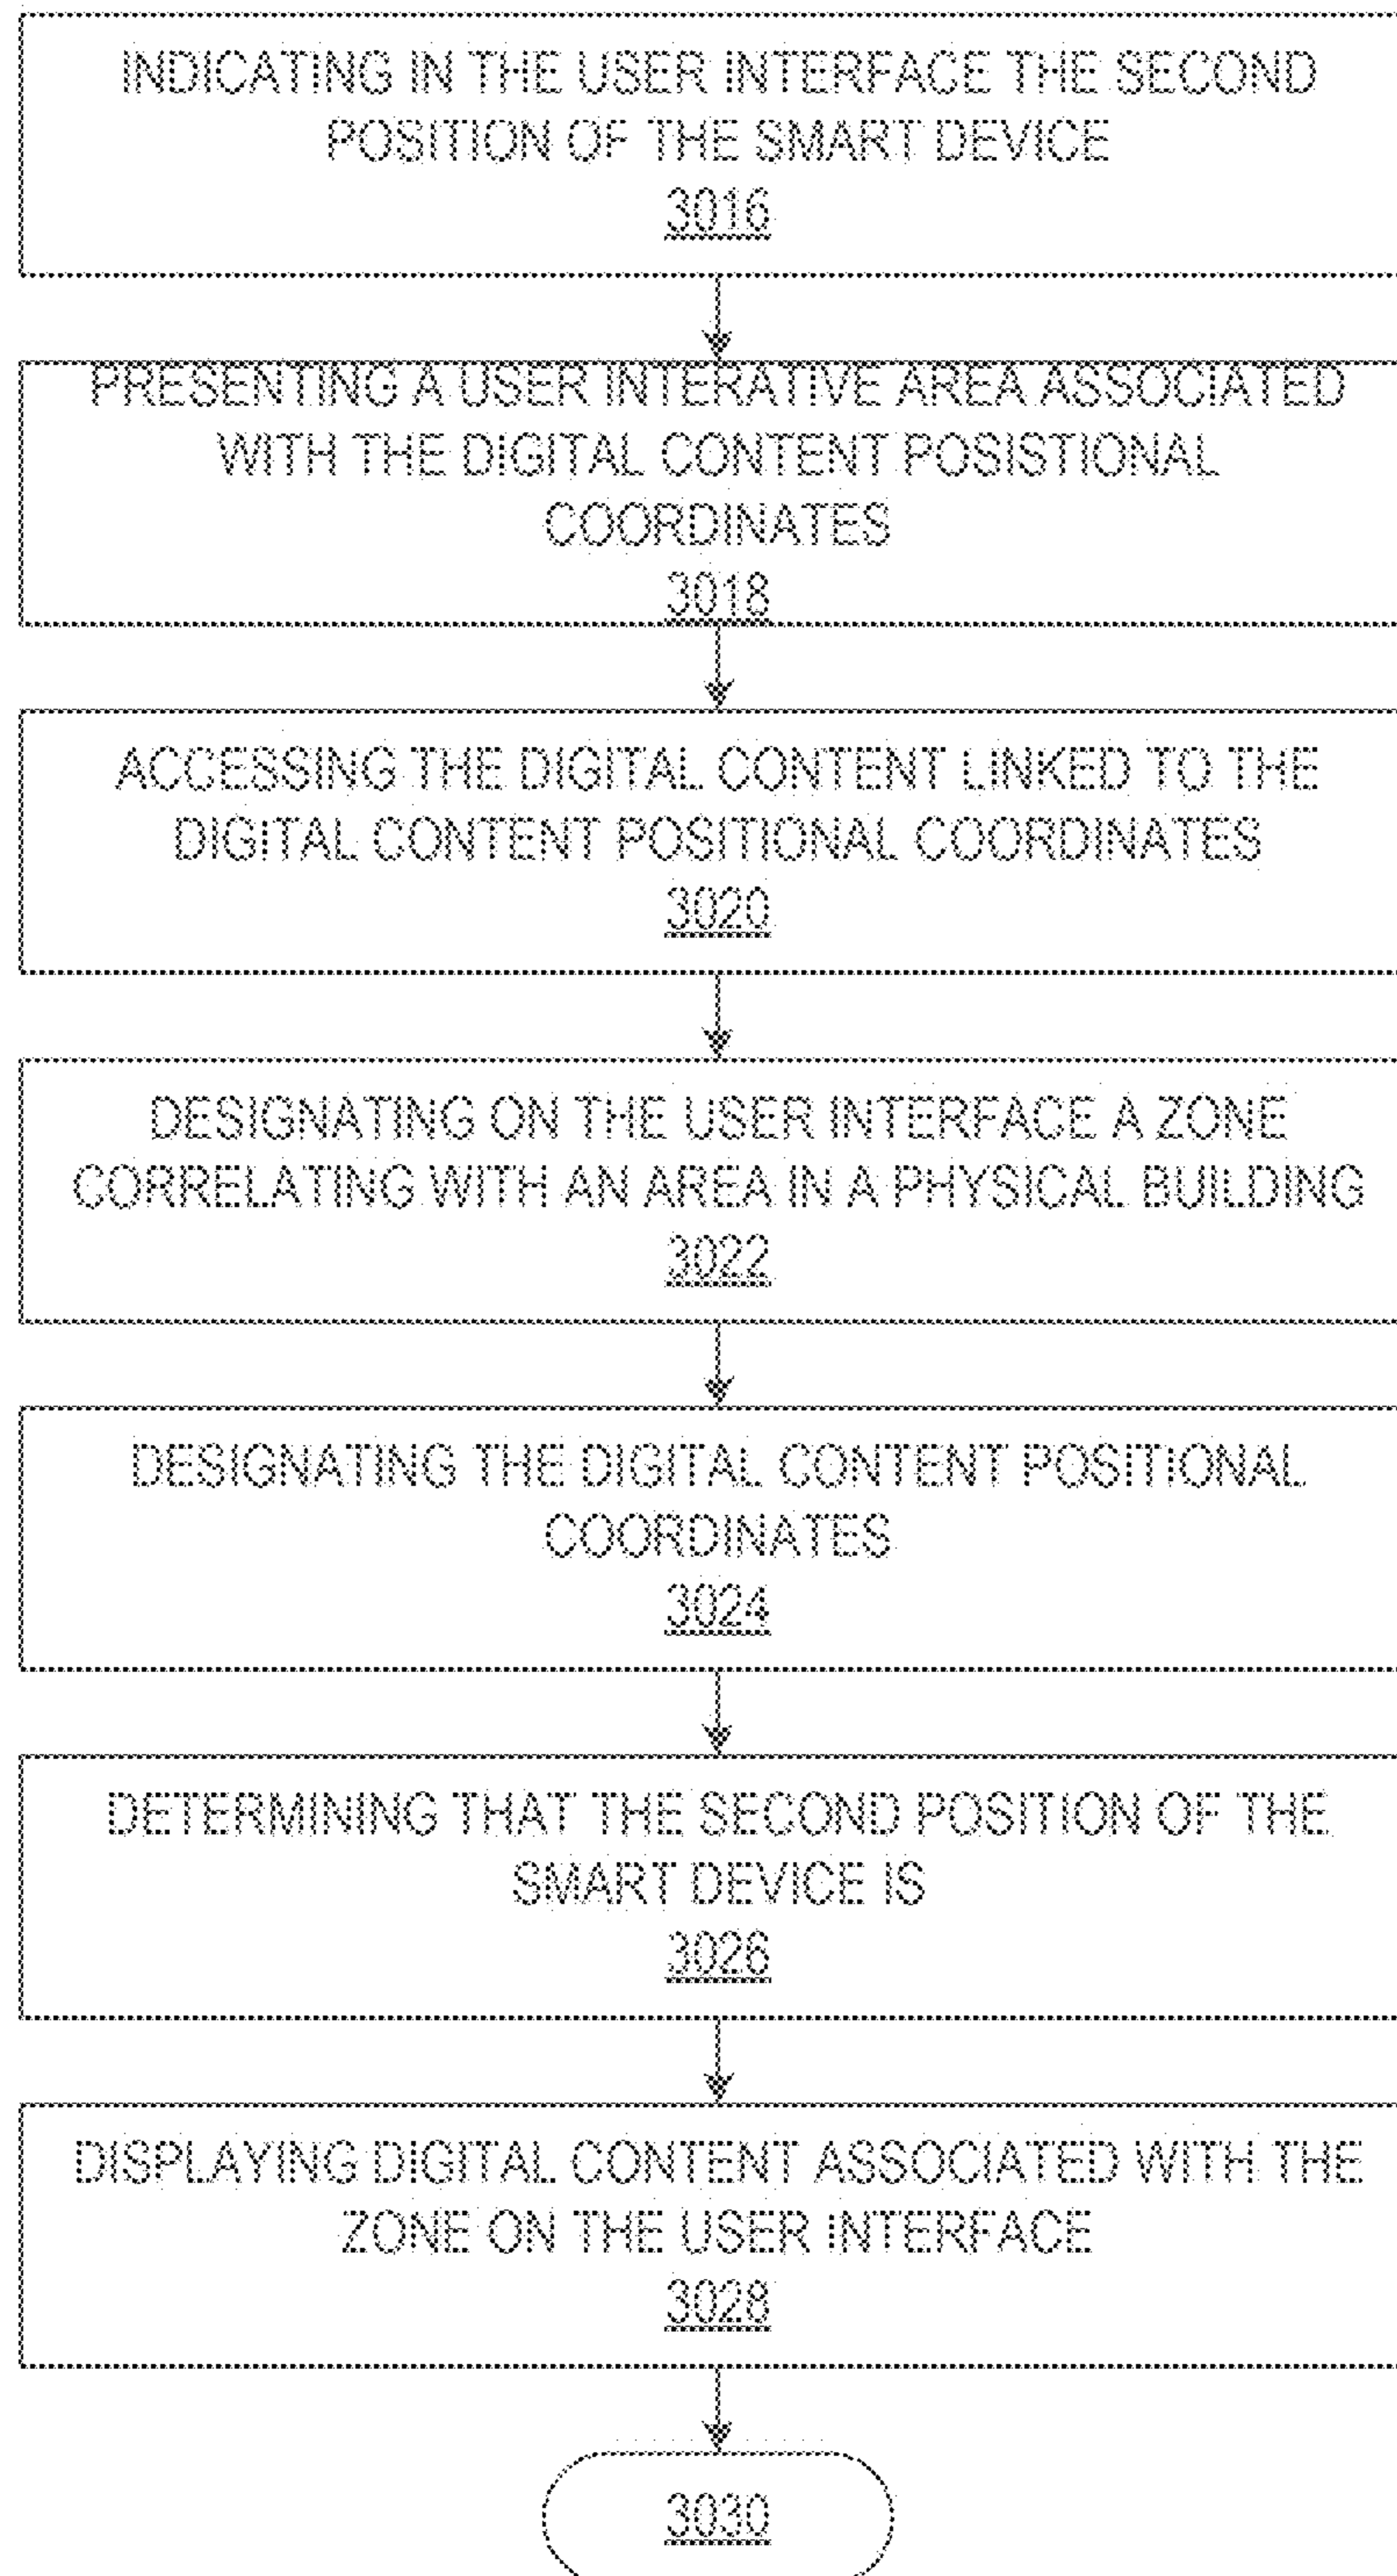 INDICATING IN THE USER INTERFACE THE SECOND
POSITION OF THE SMART DEVICE
3016
PRESENTING A USER INTERATIVE AREA ASSOCIATED
WITH THE DIGITAL CONTENT POSISTIONAL
COORDINATES
3018
ACCESSING THE DIGITAL CONTENT LINKED TO THE
DIGITAL CONTENT POSITIONAL COORDINATES
3020
DESIGNATING ON THE USER INTERFACE A ZONE
CORRELATING WITH AN AREA IN A PHYSICAL BUILDING
3022
DESIGNATING THE DIGITAL CONTENT POSITIONAL
COORDINATES
3024
DETERMINING THAT THE SECOND POSITION OF THE
SMART DEVICE IS
3026
DISPLAYING DIGITAL CONTENT ASSOCIATED WITH THE
ZONE ON THE USER INTERFACE
3028
3030